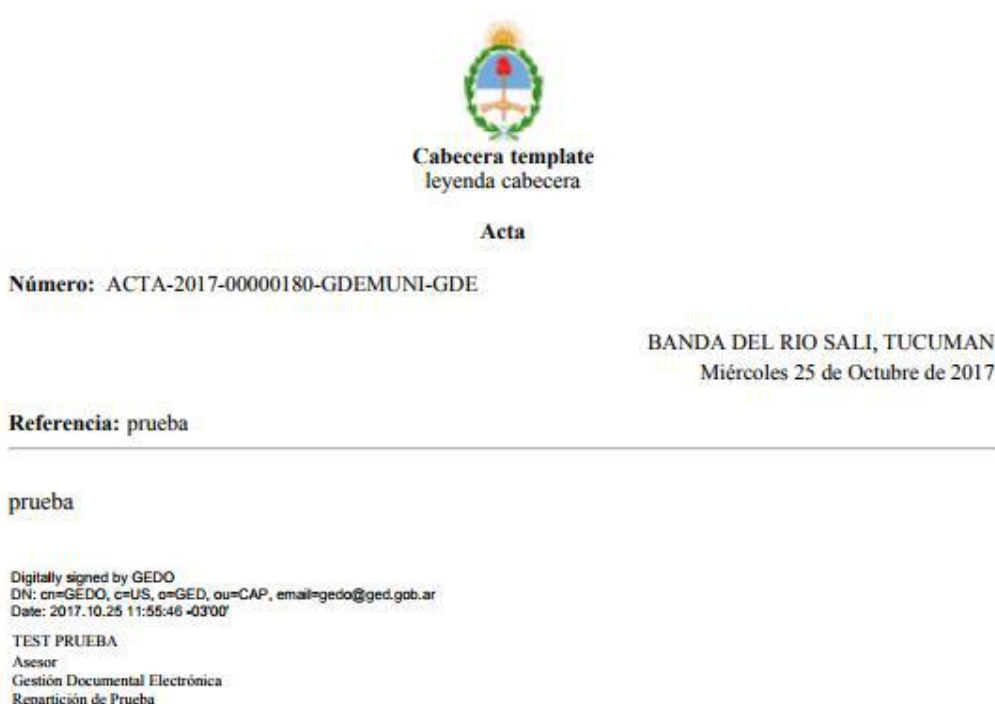 Cabecera template
leyenda cabecera
Acta
Número: ACTA-2017-00000180-GDEMUNI-GDE
BANDA DEL RIO SALI, TUCUMAN
Miércoles 25 de Octubre de 2017
Referencia: prueba
prueba
Digitally signed by GEDO
DN: cn=GEDO, c=US, o=GED, ou=CAP, email=gedo@ged.gob.ar
Date: 2017.10.25 11:55:46 -03'00'
TEST PRUEBA
Asesor
Gestión Documental Electrónica
Repartición de Prueba